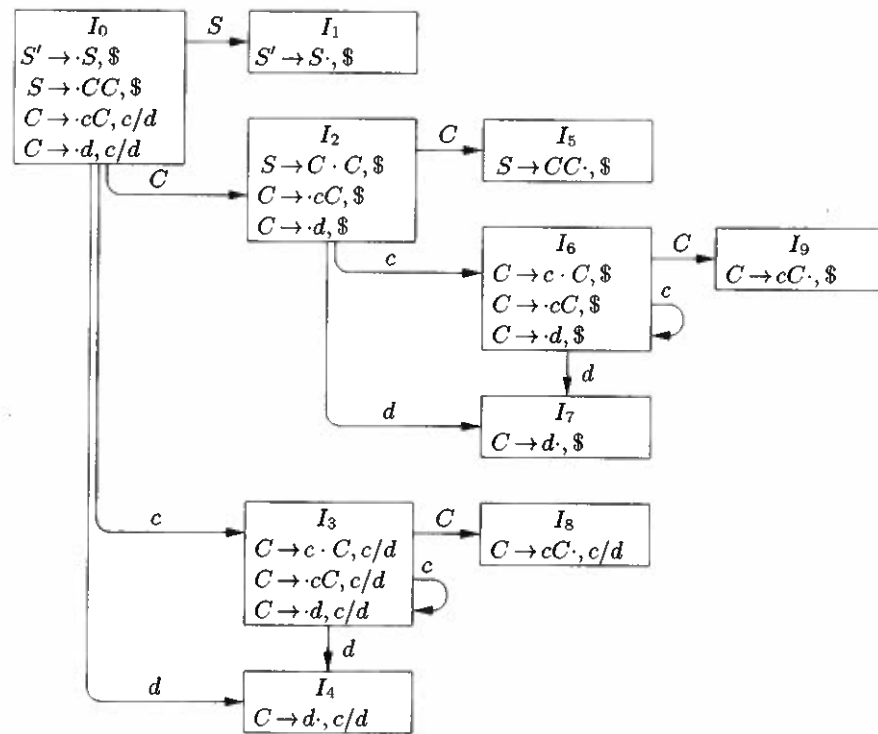 I₀
S' → ·S, $
S → ·CC, $
C → ·cC, c/d
C → ·d, c/d
S
I₁
S' → S·, $
C
I₂
S → C · C, $
C → ·cC, $
C → ·d, $
C
I₅
S → CC·, $
c
I₆
C → c · C, $
C → ·cC, $
C → ·d, $
C
I₉
C → cC·, $
c
d
d
I₇
C → d·, $
c
I₃
C → c · C, c/d
C → ·cC, c/d
C → ·d, c/d
C
I₈
C → cC·, c/d
c
d
d
I₄
C → d·, c/d